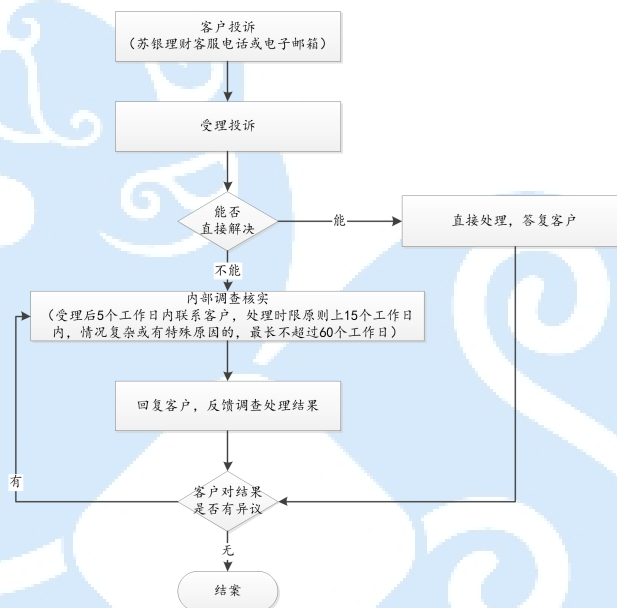 客户投诉
（苏银理财客服电话或电子邮箱）
受理投诉
能否
直接解决
能
直接处理，答复客户
不能
内部调查核实
（受理后5个工作日内联系客户，处理时限原则上15个工作日
内，情况复杂或有特殊原因的，最长不超过60个工作日）
回复客户，反馈调查处理结果
有
客户对结果
是否有异议
无
结案